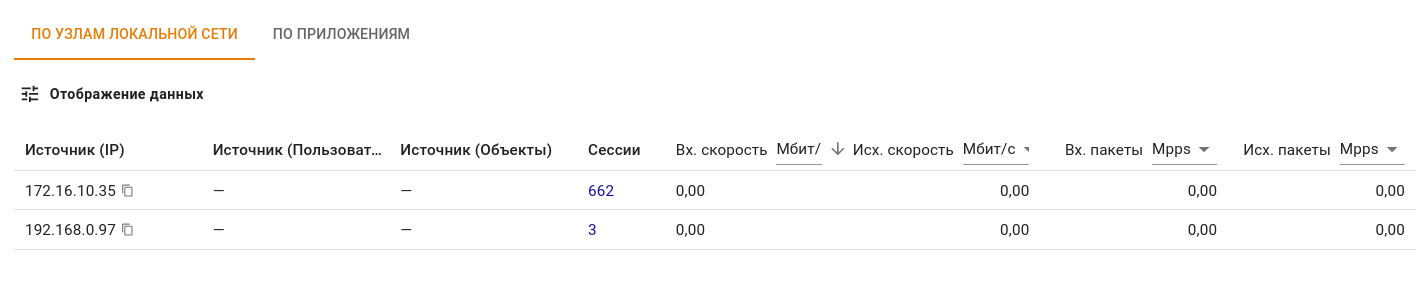 ПО УЗЛАМ ЛОКАЛЬНОЙ СЕТИ ПО ПРИЛОЖЕНИЯМ
Отображение данных
Источник (IP) Источник (Пользоват... Источник (Объекты) Сессии Вх. скорость Мбит/ Исх. скорость Мбит/с Вх. пакеты Mpps Исх. пакеты Mpps
172.16.10.35 — — 662 0,00 0,00 0,00 0,00
192.168.0.97 — — 3 0,00 0,00 0,00 0,00